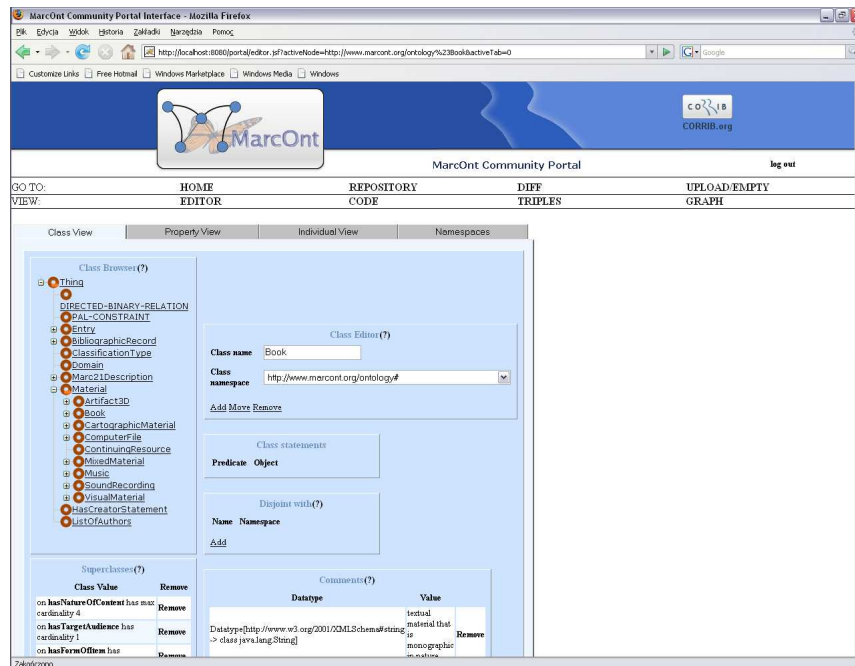 MarcOnt Community Portal Interface - Mozilla Firefox
Plik Edycja Widok Historia Zakładki Narzędzia Pomoc
http://localhost:8080/portal/editor.jsf?activeNode=http://www.marcont.org/ontology%23Book&activeTab=0
Google
Customize Links Free Hotmail Windows Marketplace Windows Media Windows
MarcOnt
CORRIB
CORRIB.org
MarcOnt Community Portal
log out
GO TO: HOME REPOSITORY DIFF UPLOAD/EMPTY
VIEW: EDITOR CODE TRIPLES GRAPH
Class View Property View Individual View Namespaces
Class Browser(?)
Thing
DIRECTED-BINARY-RELATION
PAL-CONSTRAINT
Entry
BibliographicRecord
ClassificationType
Domain
Marc21Description
Material
Artifact3D
Book
CartographicMaterial
ComputerFile
ContinuingResource
MixedMaterial
Music
SoundRecording
VisualMaterial
HasCreatorStatement
ListOfAuthors
Class Editor(?)
Class name Book
Class namespace http://www.marcont.org/ontology#
Add Move Remove
Class statements
Predicate Object
Disjoint with(?)
Name Namespace
Add
Superclasses(?)
Class Value Remove
on hasNatureOfContent has max
cardinality 4 Remove
on hasTargetAudience has
cardinality 1 Remove
on hasFormOfItem has
Remove
Comments(?)
Datatype Value
Datatype[http://www.w3.org/2001/XMLSchema#string
-> class java.lang.String]
textual
material that
is
monographic
in nature
Remove
Zakończono